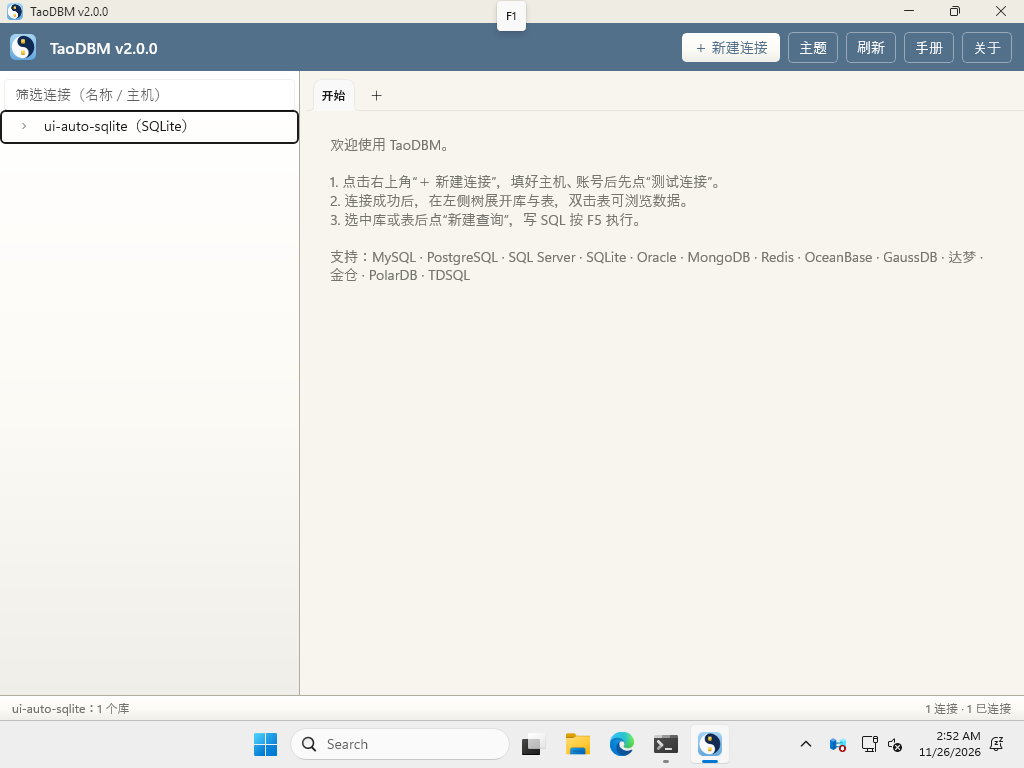 TaoDBM v2.0.0
F1
TaoDBM v2.0.0
＋ 新建连接
主题
刷新
手册
关于
筛选连接（名称 / 主机）
开始
ui-auto-sqlite（SQLite）
欢迎使用 TaoDBM。
1. 点击右上角“＋ 新建连接”，填好主机、账号后先点“测试连接”。
2. 连接成功后，在左侧树展开库与表，双击表可浏览数据。
3. 选中库或表后点“新建查询”，写 SQL 按 F5 执行。
支持：MySQL · PostgreSQL · SQL Server · SQLite · Oracle · MongoDB · Redis · OceanBase · GaussDB · 达梦 ·
金仓 · PolarDB · TDSQL
ui-auto-sqlite：1 个库
1 连接 · 1 已连接
Search
2:52 AM
11/26/2026